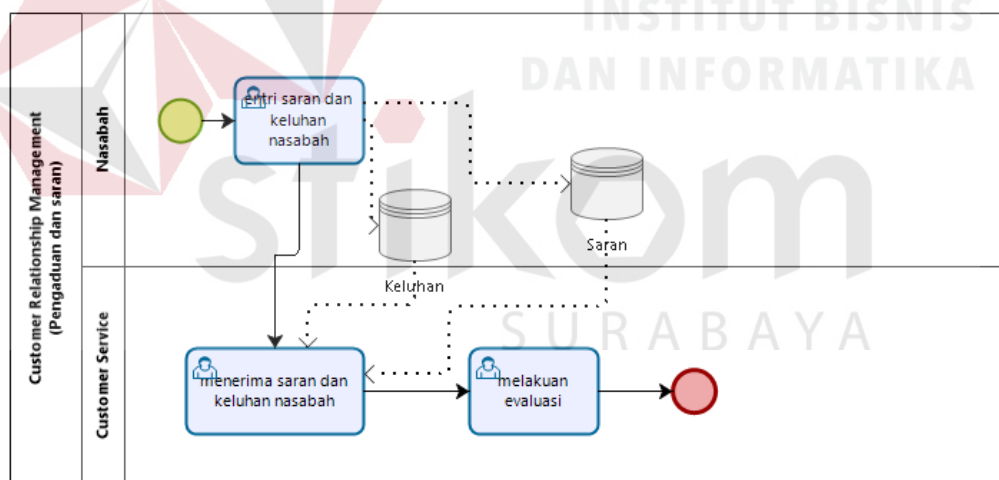 INSTITUT BISNIS
DAN INFORMATIKA
stikom
SURABAYA
Customer Relationship Management
(Pengaduan dan saran)
Nasabah
entri saran dan
keluhan
nasabah
Keluhan
Saran
Customer Service
menerima saran dan
keluhan nasabah
melakuan
evaluasi